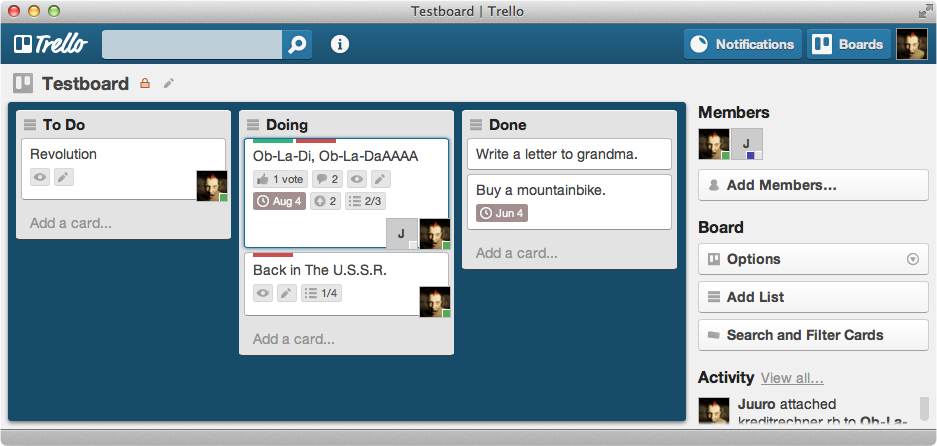 Testboard | Trello
Trello
Notifications
Boards
Testboard
To Do
Revolution
Add a card...
Doing
Ob-La-Di, Ob-La-DaAAAA
1 vote 2
Aug 4 2 2/3
J
Back in The U.S.S.R.
1/4
Add a card...
Done
Write a letter to grandma.
Buy a mountainbike.
Jun 4
Add a card...
Members
J
Add Members...
Board
Options
Add List
Search and Filter Cards
Activity View all...
Juuro attached
kreditrechner.rb to Ob-La-